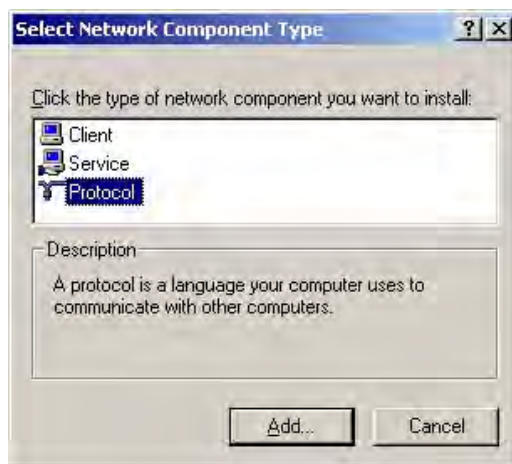 Select Network Component Type
Click the type of network component you want to install:
Client
Service
Protocol
Description
A protocol is a language your computer uses to
communicate with other computers.
Add...
Cancel